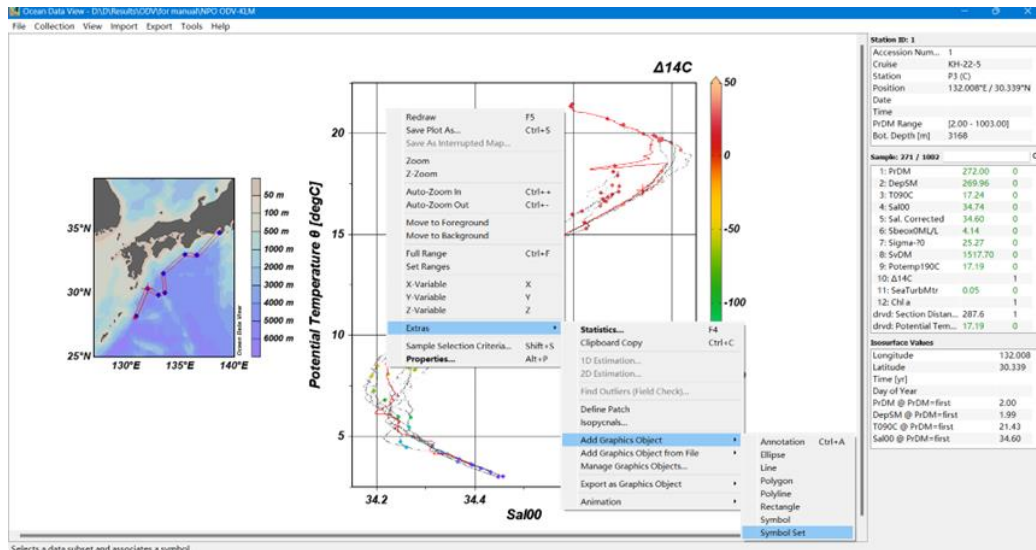 Ocean Data View - D:\D\Results\ODV\for manual\NPO ODV-KLM
File Collection View Import Export Tools Help
Δ14C
50
0
-50
-100
20
15
10
5
Potential Temperature θ [degC]
34.2 34.4
Sal00
35°N
30°N
25°N
130°E 135°E 140°E
50 m
100 m
500 m
1000 m
2000 m
3000 m
4000 m
5000 m
6000 m
Ocean Data View
Redraw F5
Save Plot As... Ctrl+S
Save As Interrupted Map...
Zoom
Z-Zoom
Auto-Zoom In Ctrl++
Auto-Zoom Out Ctrl+-
Move to Foreground
Move to Background
Full Range Ctrl+F
Set Ranges
X-Variable X
Y-Variable Y
Z-Variable Z
Extras
Sample Selection Criteria... Shift+S
Properties... Alt+P
Statistics... F4
Clipboard Copy Ctrl+C
1D Estimation...
2D Estimation...
Find Outliers (Field Check)...
Define Patch
Isopycnals...
Add Graphics Object
Add Graphics Object from File
Manage Graphics Objects...
Export as Graphics Object
Animation
Annotation Ctrl+A
Ellipse
Line
Polygon
Polyline
Rectangle
Symbol
Symbol Set
Station ID: 1
Accession Num... 1
Cruise KH-22-5
Station P3 (C)
Position 132.008°E / 30.339°N
Date
Time
PrDM Range [2.00 - 1003.00]
Bot. Depth [m] 3168
Sample: 271 / 1002
1: PrDM 272.00 0
2: DepSM 269.96 0
3: T090C 17.24 0
4: Sal00 34.74 0
5: Sal. Corrected 34.60 0
6: Sbeox0ML/L 4.14 0
7: Sigma-?0 25.27 0
8: SvDM 1517.70 0
9: Potemp190C 17.19 0
10: Δ14C 1
11: SeaTurbMtr 0.05 0
12: Chl a 1
drvd: Section Distan... 287.6 1
drvd: Potential Tem... 17.19 0
Isosurface Values
Longitude 132.008
Latitude 30.339
Time [yr]
Day of Year
PrDM @ PrDM=first 2.00
DepSM @ PrDM=first 1.99
T090C @ PrDM=first 21.43
Sal00 @ PrDM=first 34.60
Selects a data subset and associates a symbol